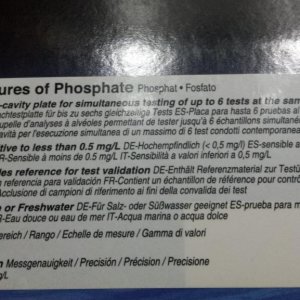 ures of Phosphate Phosphat • Fosfato
-cavity plate for simultaneous testing of up to 6 tests at the sam
achtestplatte für bis zu sechs gleichzeilige Tests ES-Placa para hasta 6 pruebas al
oupelle d'analyses à alvéoles permettant de tester jusqu'à 6 échantillons simultaném
avità per l'esecuzione simultanea di un massimo di 6 test condotti contemporanea
itive to less than 0.5 mg/L DE-Hochempfindlich (< 0,5 mg/l) ES-sensible a
R-Sensible à moins de 0.5 mg/L IT-Sensibilità a valori inferiori a 0,5 mg/L
des reference for test validation DE-Enthält Referenzmaterial zur Testü
n referencia para validación FR-Contient un échantillon de référence pour contrô
Acclusione di campioni di riferimento ai fini della convalida dei test
e or Freshwater DE-Für Salz- oder Süßwasser geeignet ES-prueba para m
R-Eau douce ou eau de mer IT-Acqua marina o acqua dolce
ereich / Rango / Echelle de mesure / Gamma di valori
n Messgenauigkeit / Precisión / Précision / Precisione
g/L